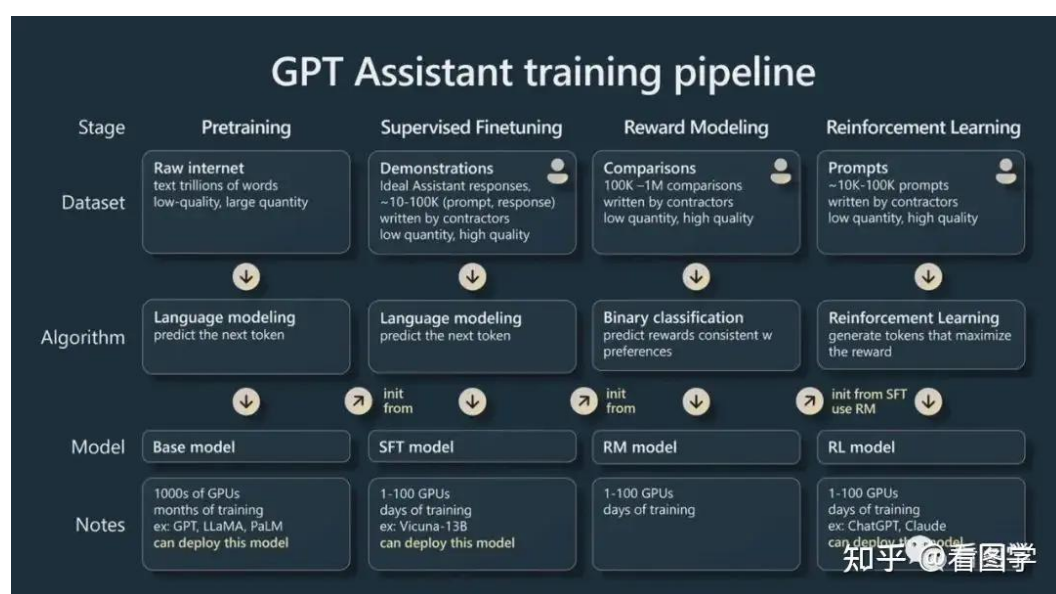 GPT Assistant training pipeline
Stage
Pretraining
Supervised Finetuning
Reward Modeling
Reinforcement Learning
Dataset
Raw internet
text trillions of words
low-quality, large quantity
Demonstrations
Ideal Assistant responses,
~10-100K (prompt, response)
written by contractors
low quantity, high quality
Comparisons
100K –1M comparisons
written by contractors
low quantity, high quality
Prompts
~10K-100K prompts
written by contractors
low quantity, high quality
Algorithm
Language modeling
predict the next token
Language modeling
predict the next token
Binary classification
predict rewards consistent w
preferences
Reinforcement Learning
generate tokens that maximize
the reward
init
from
init
from
init from SFT
use RM
Model
Base model
SFT model
RM model
RL model
Notes
1000s of GPUs
months of training
ex: GPT, LLaMA, PaLM
can deploy this model
1-100 GPUs
days of training
ex: Vicuna-13B
can deploy this model
1-100 GPUs
days of training
1-100 GPUs
days of training
ex: ChatGPT, Claude
can deploy this model
知乎 @看图学